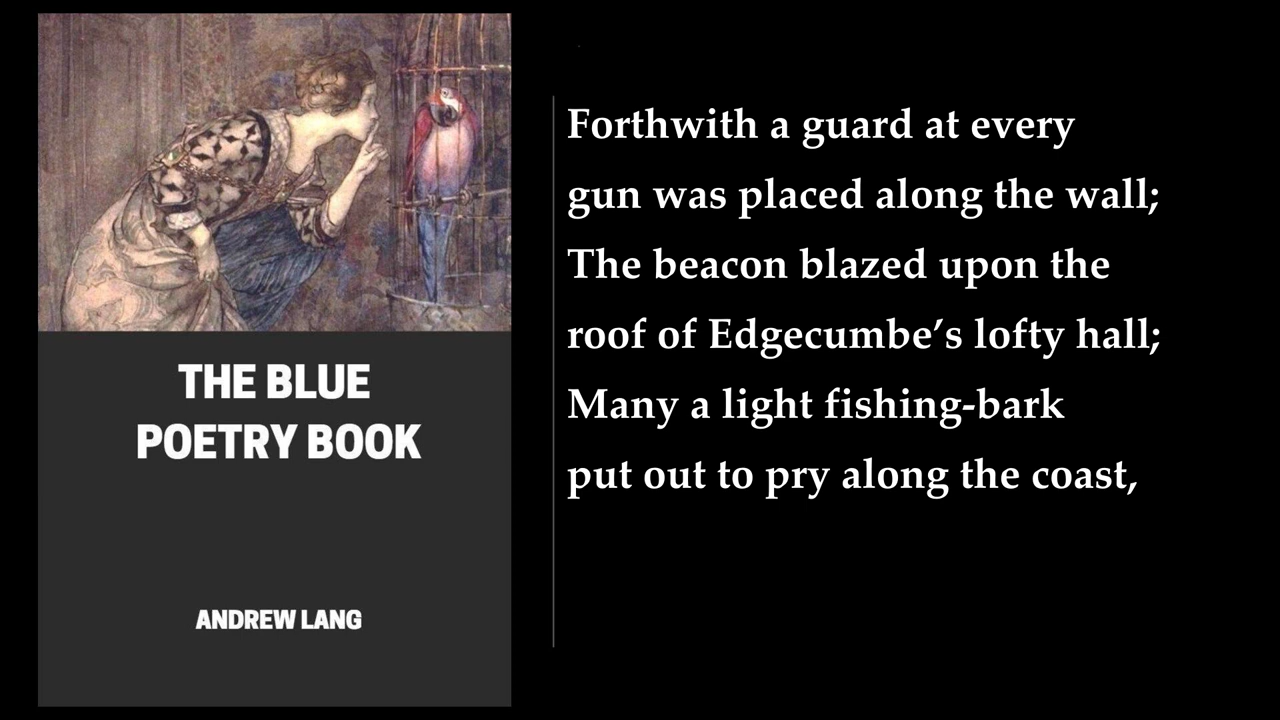 THE BLUE
POETRY BOOK
ANDREW LANG
Forthwith a guard at every
gun was placed along the wall;
The beacon blazed upon the
roof of Edgecumbe’s lofty hall;
Many a light fishing-bark
put out to pry along the coast,